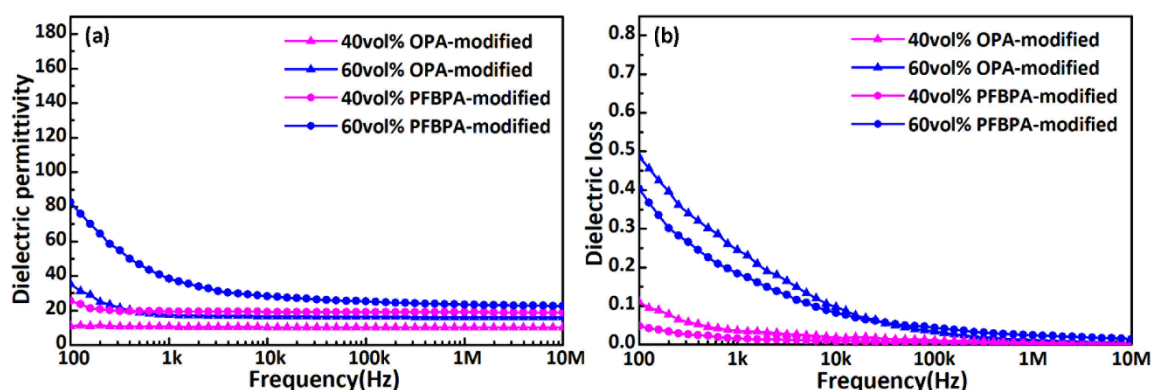 (a)
40vol% OPA-modified
60vol% OPA-modified
40vol% PFBPA-modified
60vol% PFBPA-modified
Dielectric permittivity
180
160
140
120
100
80
60
40
20
0
100 1k 10k 100k 1M 10M
Frequency(Hz)
(b)
40vol% OPA-modified
60vol% OPA-modified
40vol% PFBPA-modified
60vol% PFBPA-modified
Dielectric loss
0.8
0.7
0.6
0.5
0.4
0.3
0.2
0.1
0.0
100 1k 10k 100k 1M 10M
Frequency(Hz)